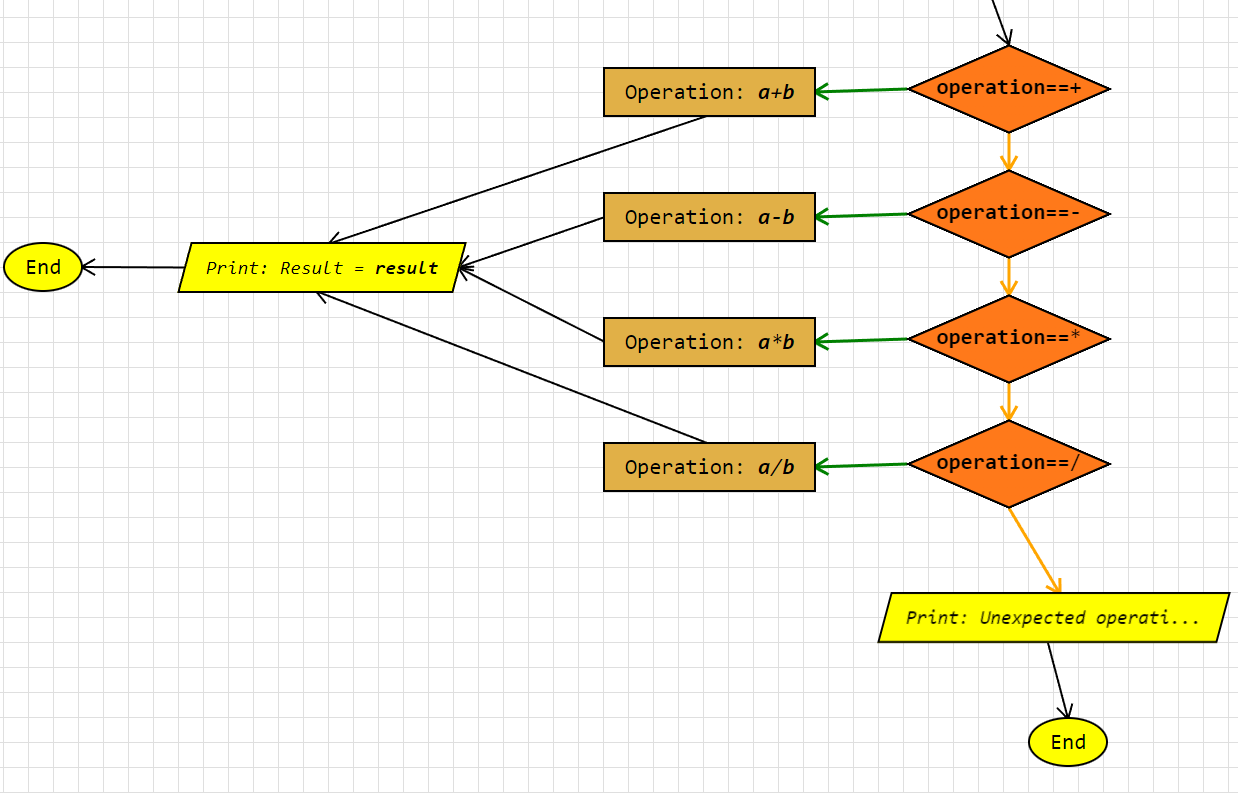 operation==+
Operation: a+b
operation==-
Operation: a-b
End
Print: Result = result
operation==*
Operation: a*b
operation==/
Operation: a/b
Print: Unexpected operati...
End